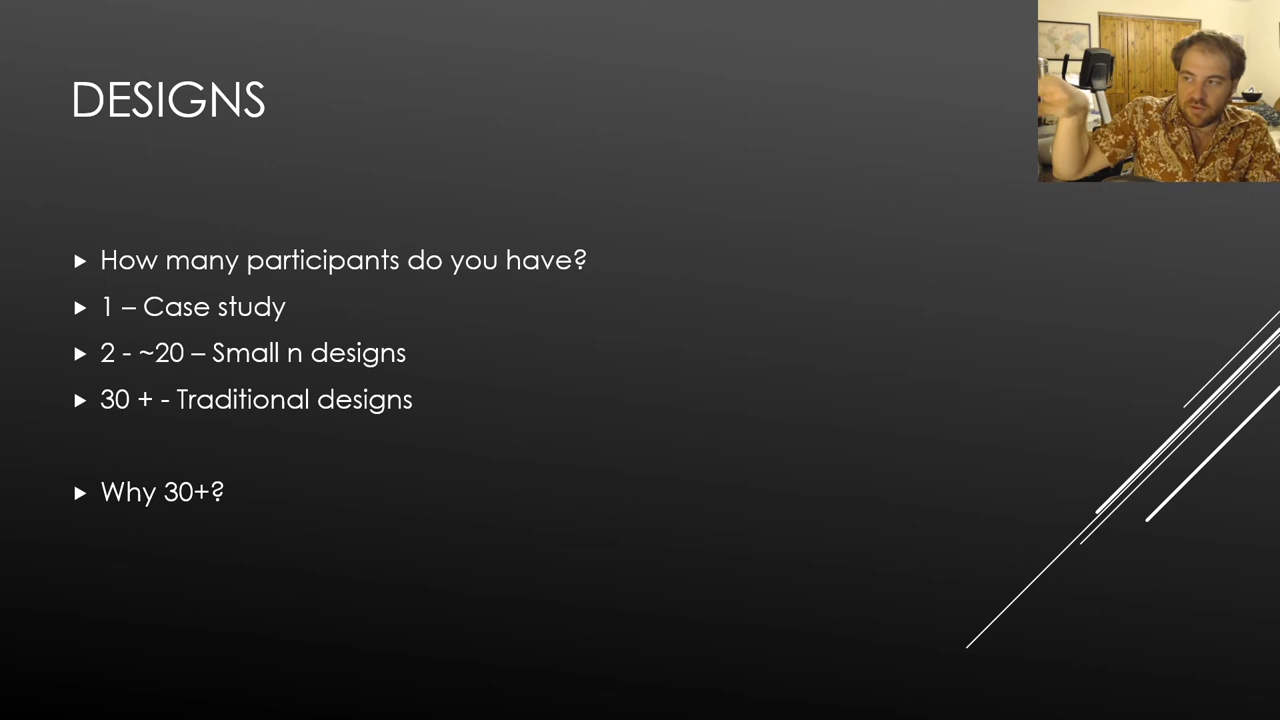 DESIGNS
How many participants do you have?
1 – Case study
2 - ~20 – Small n designs
30 + - Traditional designs
Why 30+?